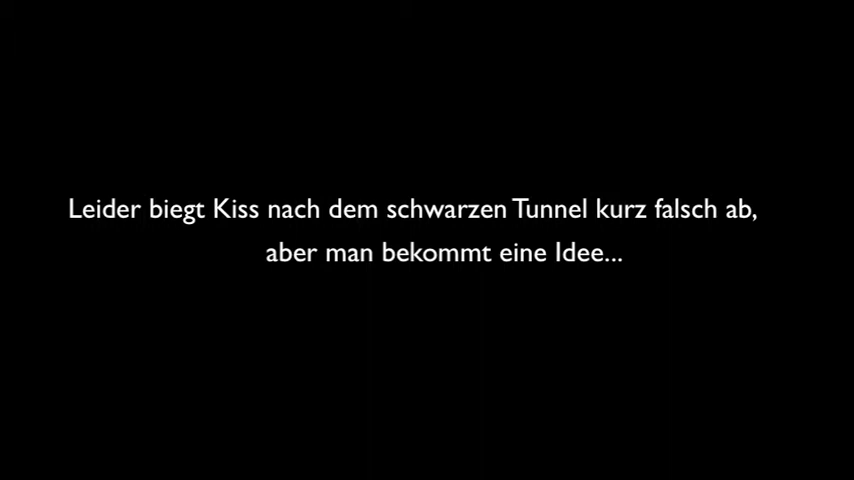 Leider biegt Kiss nach dem schwarzen Tunnel kurz falsch ab,
aber man bekommt eine Idee...